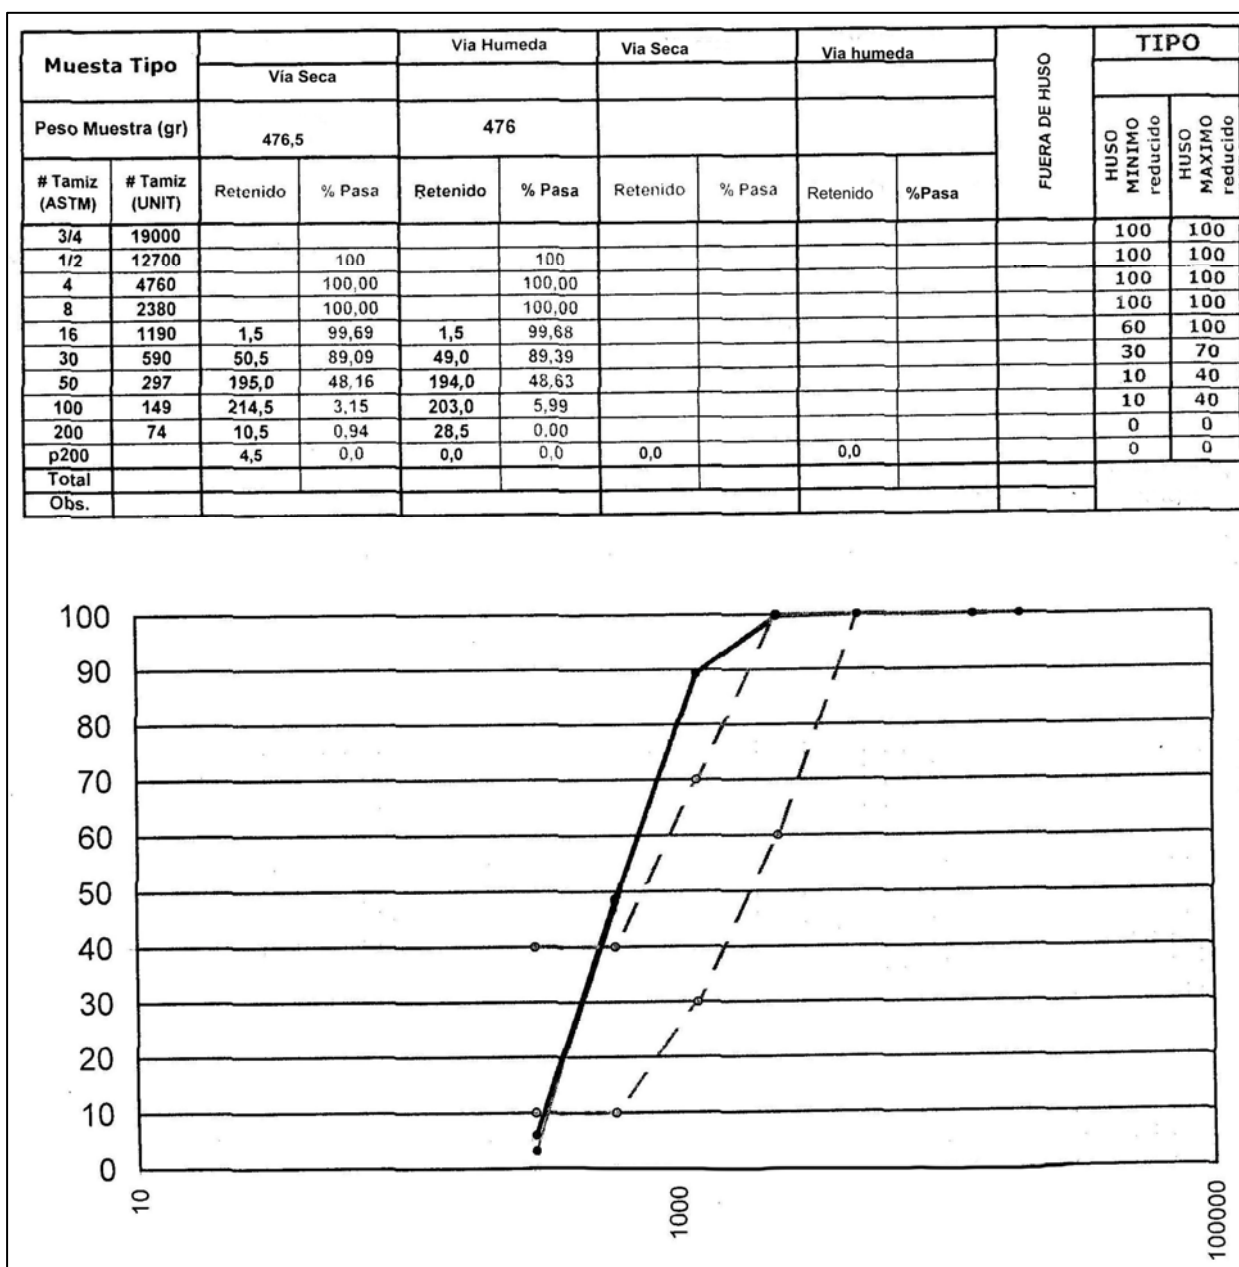 Muesta Tipo Vía Seca Via Humeda Via Seca Via humeda FUERA DE HUSO TIPO
Peso Muestra (gr) 476,5 476
# Tamiz (ASTM) # Tamiz (UNIT) Retenido % Pasa Retenido % Pasa Retenido % Pasa Retenido %Pasa HUSO MINIMO reducido HUSO MAXIMO reducido
3/4 19000 100 100
1/2 12700 100 100 100 100
4 4760 100,00 100,00 100 100
8 2380 100,00 100,00 100 100
16 1190 1,5 99,69 1,5 99,68 60 100
30 590 50,5 89,09 49,0 89,39 30 70
50 297 195,0 48,16 194,0 48,63 10 40
100 149 214,5 3,15 203,0 5,99 10 40
200 74 10,5 0,94 28,5 0,00 0 0
p200 4,5 0,0 0,0 0,0 0,0 0,0 0 0
Total
Obs.
100
90
80
70
60
50
40
30
20
10
0
10 1000 100000